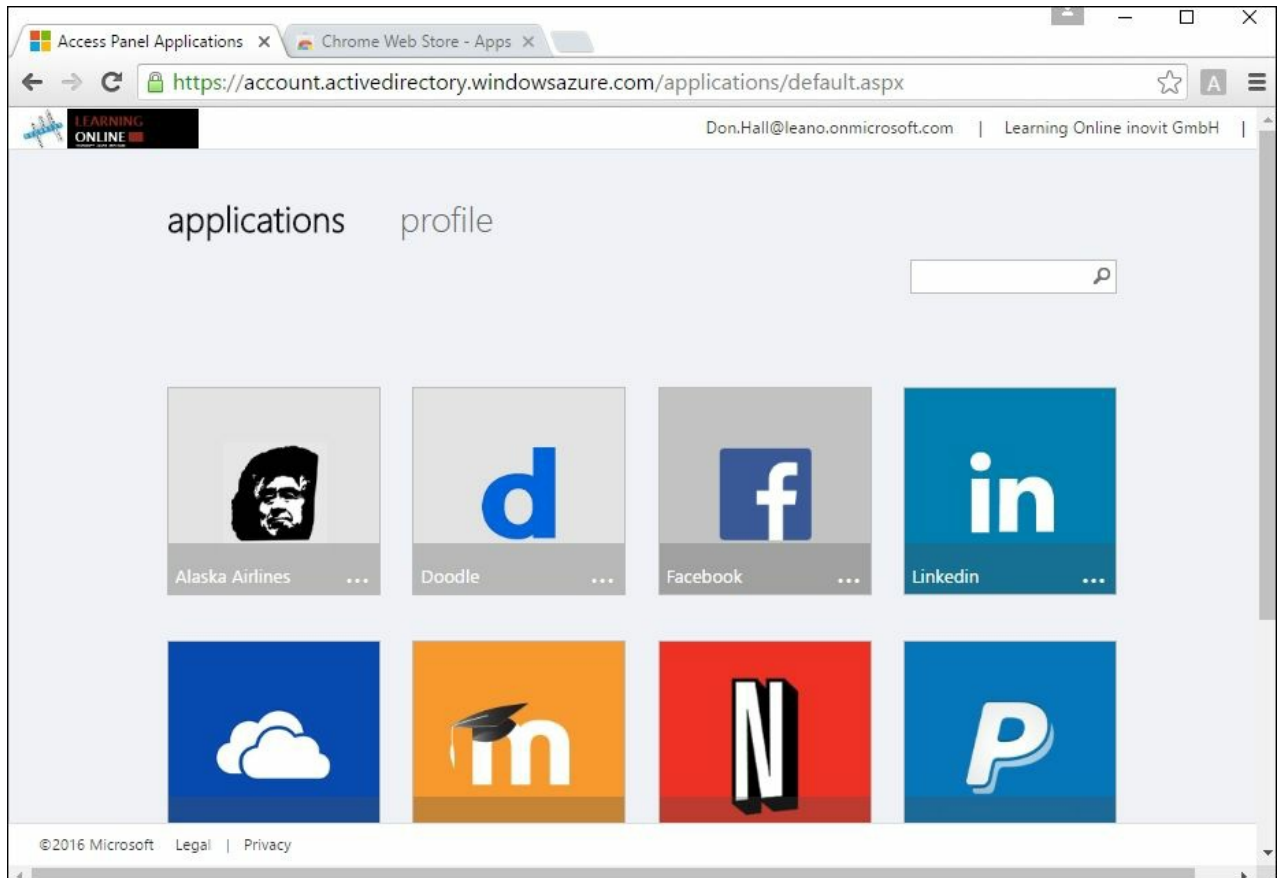 Access Panel Applications
Chrome Web Store - Apps
https://account.activedirectory.windowsazure.com/applications/default.aspx
A
LEARNING
ONLINE
Don.Hall@leano.onmicrosoft.com | Learning Online inovit GmbH |
applications profile
d
f
in
Alaska Airlines ...
Doodle ...
Facebook ...
Linkedin ...
m
N
P
©2016 Microsoft Legal | Privacy